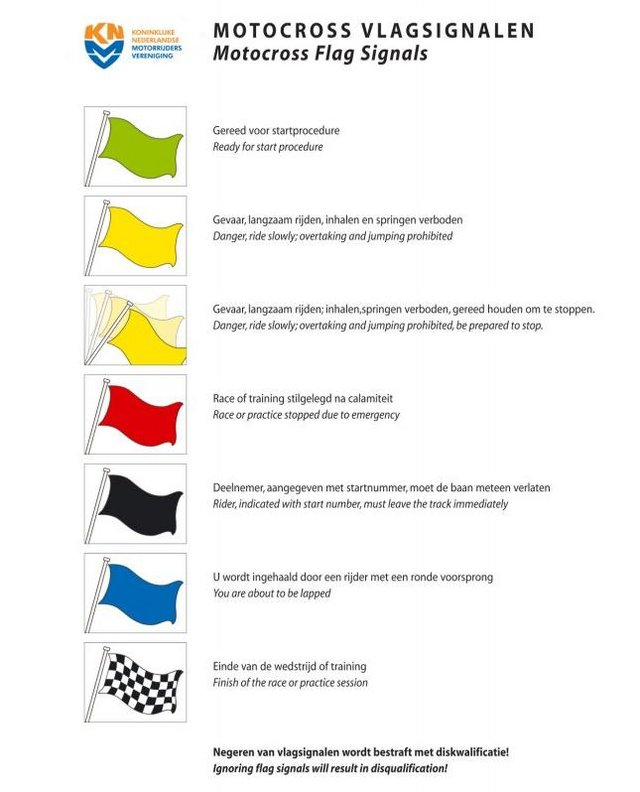 KN
KONINKLIJKE
NEDERLANDSE
MOTORRIJDERS
VERENIGING
MOTOCROSS VLAGSIGNALEN
Motocross Flag Signals
Gereed voor startprocedure
Ready for start procedure
Gevaar, langzaam rijden, inhalen en springen verboden
Danger, ride slowly; overtaking and jumping prohibited
Gevaar, langzaam rijden; inhalen,springen verboden, gereed houden om te stoppen.
Danger, ride slowly; overtaking and jumping prohibited, be prepared to stop.
Race of training stilgelegd na calamiteit
Race or practice stopped due to emergency
Deelnemer, aangegeven met startnummer, moet de baan meteen verlaten
Rider, indicated with start number, must leave the track immediately
U wordt ingehaald door een rijder met een ronde voorsprong
You are about to be lapped
Einde van de wedstrijd of training
Finish of the race or practice session
Negeren van vlagsignalen wordt bestraft met diskwalificatie!
Ignoring flag signals will result in disqualification!